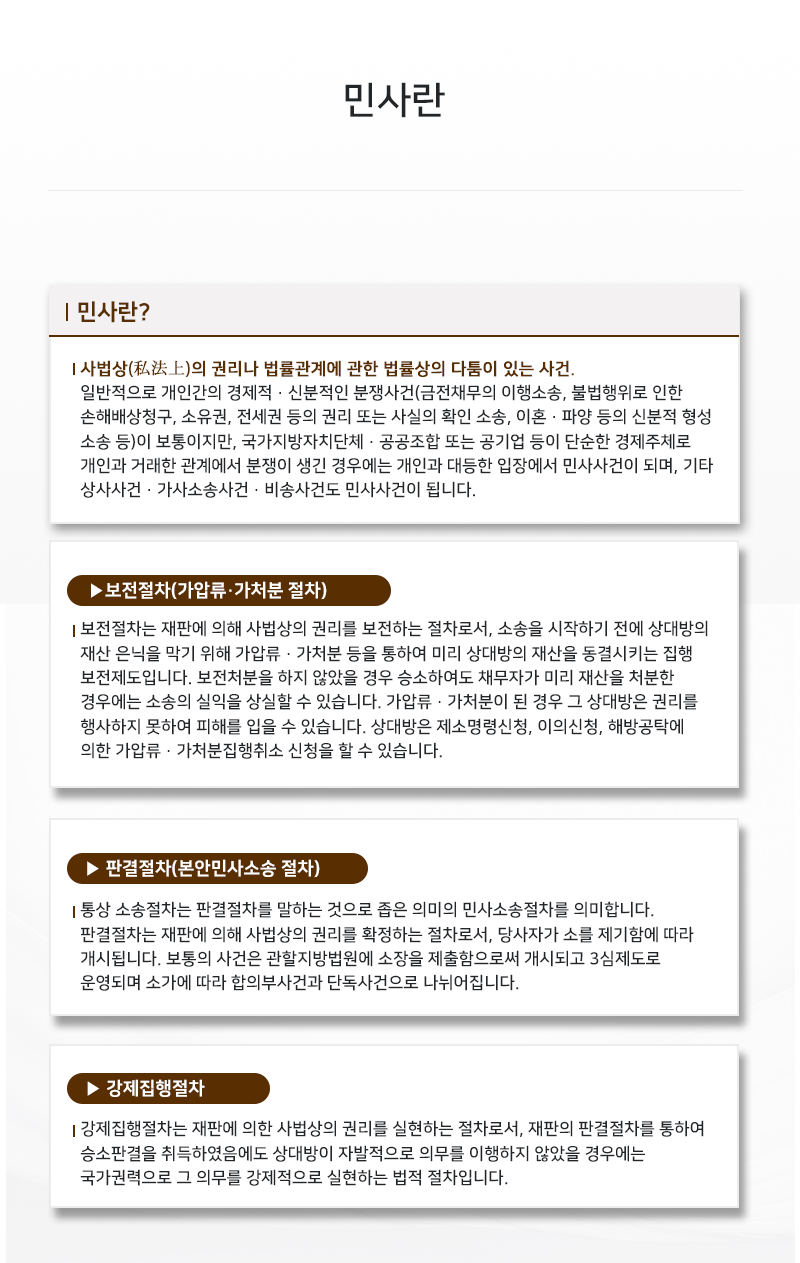 민사란
민사란?
사법상(私法上)의 권리나 법률관계에 관한 법률상의 다툼이 있는 사건.
일반적으로 개인간의 경제적 · 신분적인 분쟁사건(금전채무의 이행소송, 불법행위로 인한
손해배상청구, 소유권, 전세권 등의 권리 또는 사실의 확인 소송, 이혼 · 파양 등의 신분적 형성
소송 등)이 보통이지만, 국가지방자치단체 · 공공조합 또는 공기업 등이 단순한 경제주체로
개인과 거래한 관계에서 분쟁이 생긴 경우에는 개인과 대등한 입장에서 민사사건이 되며, 기타
상사사건 · 가사소송사건 · 비송사건도 민사사건이 됩니다.
▶보전절차(가압류·가처분 절차)
보전절차는 재판에 의해 사법상의 권리를 보전하는 절차로서, 소송을 시작하기 전에 상대방의
재산 은닉을 막기 위해 가압류 · 가처분 등을 통하여 미리 상대방의 재산을 동결시키는 집행
보전제도입니다. 보전처분을 하지 않았을 경우 승소하여도 채무자가 미리 재산을 처분한
경우에는 소송의 실익을 상실할 수 있습니다. 가압류 · 가처분이 된 경우 그 상대방은 권리를
행사하지 못하여 피해를 입을 수 있습니다. 상대방은 제소명령신청, 이의신청, 해방공탁에
의한 가압류 · 가처분집행취소 신청을 할 수 있습니다.
▶ 판결절차(본안민사소송 절차)
통상 소송절차는 판결절차를 말하는 것으로 좁은 의미의 민사소송절차를 의미합니다.
판결절차는 재판에 의해 사법상의 권리를 확정하는 절차로서, 당사자가 소를 제기함에 따라
개시됩니다. 보통의 사건은 관할지방법원에 소장을 제출함으로써 개시되고 3심제도로
운영되며 소가에 따라 합의부사건과 단독사건으로 나뉘어집니다.
▶ 강제집행절차
강제집행절차는 재판에 의한 사법상의 권리를 실현하는 절차로서, 재판의 판결절차를 통하여
승소판결을 취득하였음에도 상대방이 자발적으로 의무를 이행하지 않았을 경우에는
국가권력으로 그 의무를 강제적으로 실현하는 법적 절차입니다.